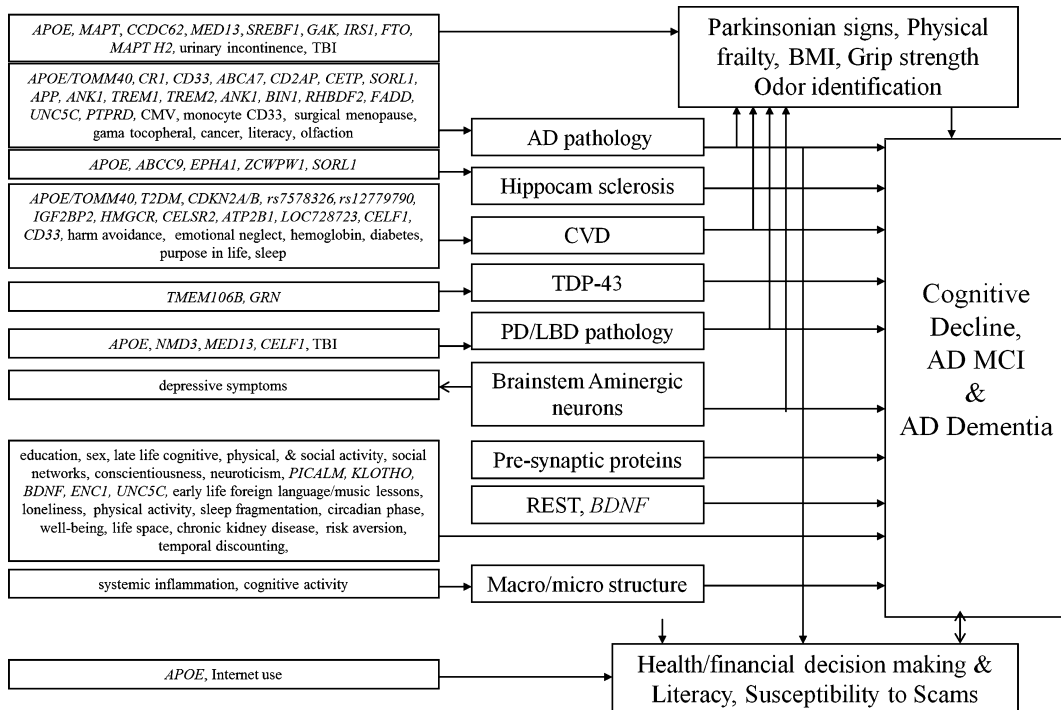 APOE, MAPT, CCDC62, MED13, SREBF1, GAK, IRS1, FTO,
MAPT H2, urinary incontinence, TBI
Parkinsonian signs, Physical
frailty, BMI, Grip strength
Odor identification
APOE/TOMM40, CR1, CD33, ABCA7, CD2AP, CETP, SORL1,
APP, ANK1, TREM1, TREM2, ANK1, BIN1, RHBDF2, FADD,
UNC5C, PTPRD, CMV, monocyte CD33, surgical menopause,
gama tocopheral, cancer, literacy, olfaction
AD pathology
APOE, ABCC9, EPHA1, ZCWPW1, SORL1
Hippocam sclerosis
APOE/TOMM40, T2DM, CDKN2A/B, rs7578326, rs12779790,
IGF2BP2, HMGCR, CELSR2, ATP2B1, LOC728723, CELF1,
CD33, harm avoidance, emotional neglect, hemoglobin, diabetes,
purpose in life, sleep
CVD
TMEM106B, GRN
TDP-43
APOE, NMD3, MED13, CELF1, TBI
PD/LBD pathology
depressive symptoms
Brainstem Aminergic
neurons
Cognitive
Decline,
AD MCI
&
AD Dementia
education, sex, late life cognitive, physical, & social activity, social
networks, conscientiousness, neuroticism, PICALM, KLOTHO,
BDNF, ENC1, UNC5C, early life foreign language/music lessons,
loneliness, physical activity, sleep fragmentation, circadian phase,
well-being, life space, chronic kidney disease, risk aversion,
temporal discounting,
Pre-synaptic proteins
REST, BDNF
systemic inflammation, cognitive activity
Macro/micro structure
APOE, Internet use
Health/financial decision making &
Literacy, Susceptibility to Scams